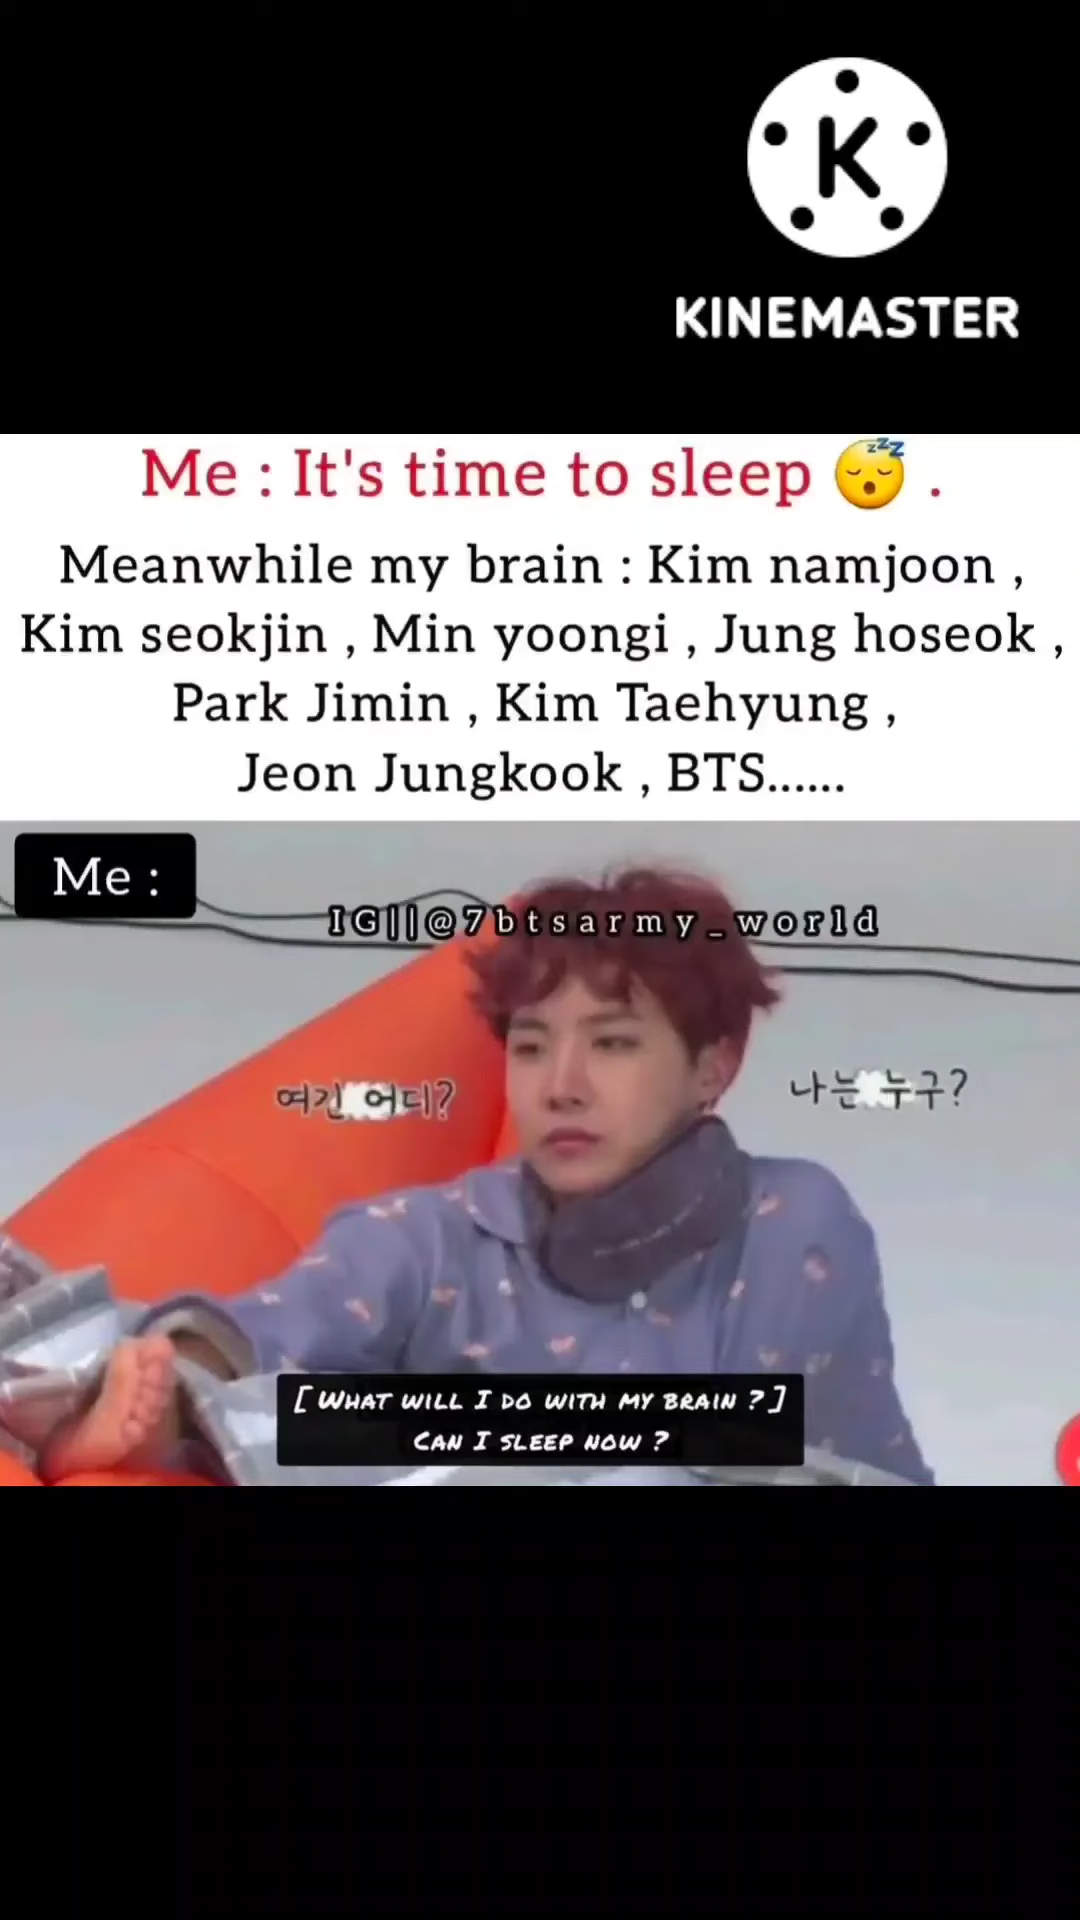 K
KINEMASTER
Me : It's time to sleep 😴 .
Meanwhile my brain : Kim namjoon ,
Kim seokjin , Min yoongi , Jung hoseok ,
Park Jimin , Kim Taehyung ,
Jeon Jungkook , BTS......
Me :
IG||@7btsarmy_world
여긴 어디?
나는 누구?
[ WHAT WILL I DO WITH MY BRAIN ? ]
CAN I SLEEP NOW ?